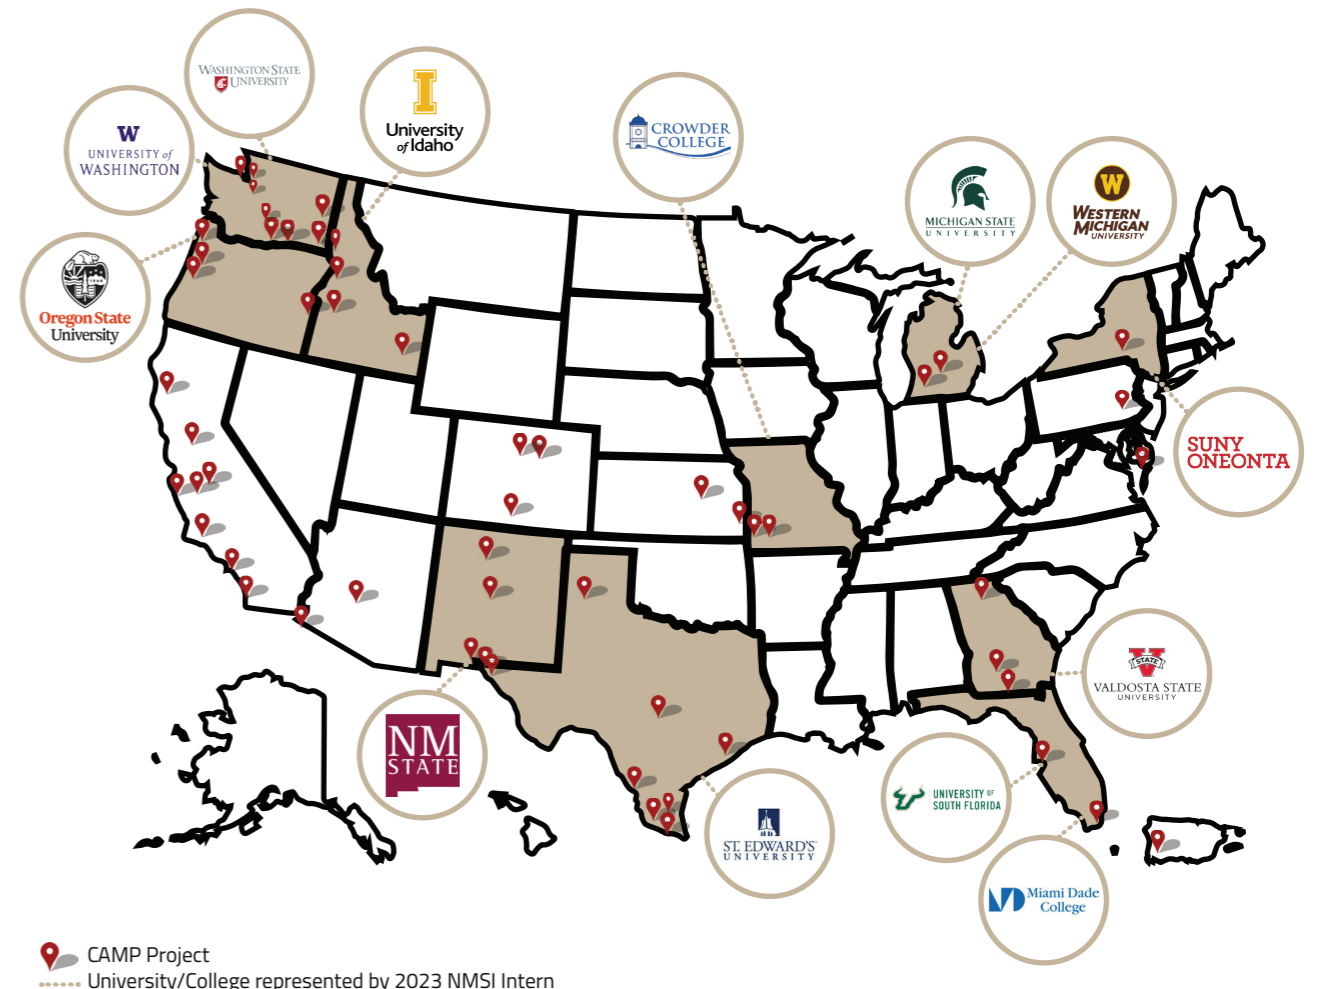 WASHINGTON STATE
UNIVERSITY
W
UNIVERSITY of
WASHINGTON
I
University
of Idaho
CROWDER
COLLEGE
MICHIGAN STATE
UNIVERSITY
W
WESTERN
MICHIGAN
UNIVERSITY
Oregon State
University
SUNY
ONEONTA
V
STATE
VALDOSTA STATE
UNIVERSITY
NM
STATE
UNIVERSITY OF
SOUTH FLORIDA
ST. EDWARD'S
UNIVERSITY
MD
Miami Dade
College
CAMP Project
University/College represented by 2023 NMSI Intern